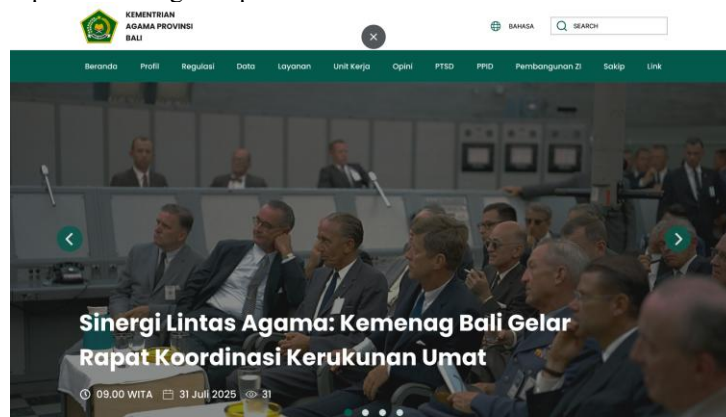 KEMENTRIAN
AGAMA PROVINSI
BALI
BAHASA
SEARCH
Beranda Profil Regulasi Data Layanan Unit Kerja Opini PTSD PPID Pembangunan ZI Sakip Link
Sinergi Lintas Agama: Kemenag Bali Gelar
Rapat Koordinasi Kerukunan Umat
09.00 WITA 31 Juli 2025 31